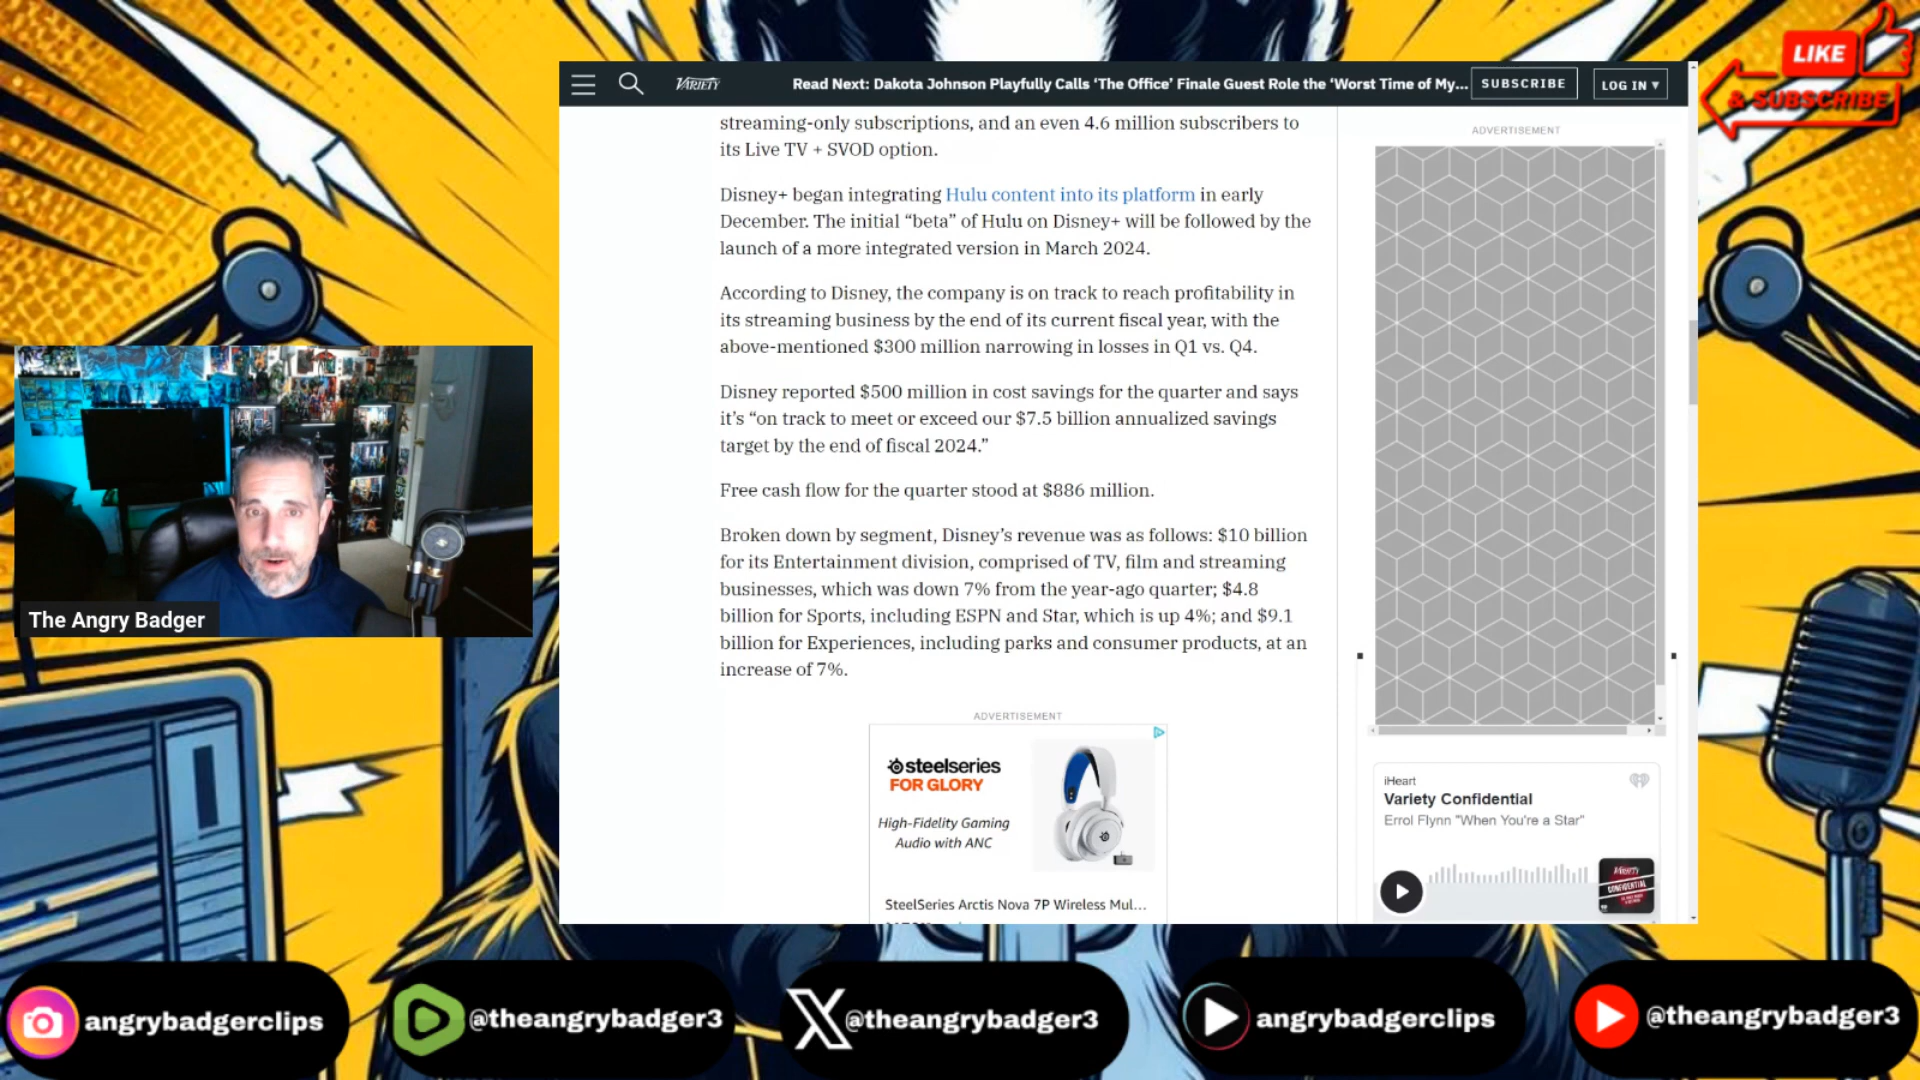 LIKE
& SUBSCRIBE
VARIETY
Read Next: Dakota Johnson Playfully Calls ‘The Office’ Finale Guest Role the ‘Worst Time of My...
SUBSCRIBE
LOG IN ▾
streaming-only subscriptions, and an even 4.6 million subscribers to
its Live TV + SVOD option.
Disney+ began integrating Hulu content into its platform in early
December. The initial “beta” of Hulu on Disney+ will be followed by the
launch of a more integrated version in March 2024.
According to Disney, the company is on track to reach profitability in
its streaming business by the end of its current fiscal year, with the
above-mentioned $300 million narrowing in losses in Q1 vs. Q4.
Disney reported $500 million in cost savings for the quarter and says
it’s “on track to meet or exceed our $7.5 billion annualized savings
target by the end of fiscal 2024.”
Free cash flow for the quarter stood at $886 million.
Broken down by segment, Disney’s revenue was as follows: $10 billion
for its Entertainment division, comprised of TV, film and streaming
businesses, which was down 7% from the year-ago quarter; $4.8
billion for Sports, including ESPN and Star, which is up 4%; and $9.1
billion for Experiences, including parks and consumer products, at an
increase of 7%.
ADVERTISEMENT
steelseries
FOR GLORY
High-Fidelity Gaming
Audio with ANC
SteelSeries Arctis Nova 7P Wireless Mul...
ADVERTISEMENT
iHeart
Variety Confidential
Errol Flynn "When You're a Star"
VARIETY
CONFIDENTIAL
The Angry Badger
angrybadgerclips
@theangrybadger3
@theangrybadger3
angrybadgerclips
@theangrybadger3